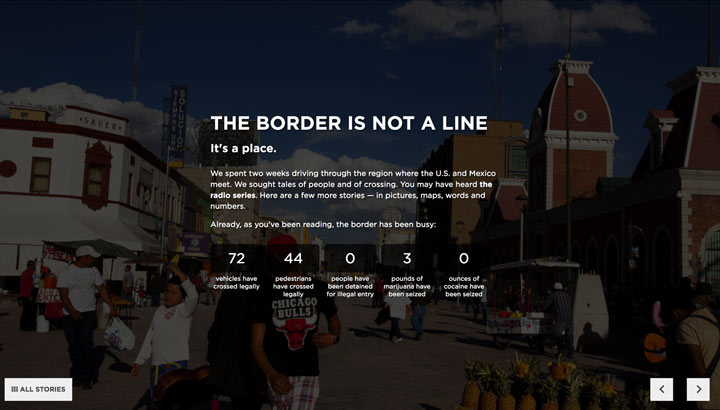 THE BORDER IS NOT A LINE
It's a place.
We spent two weeks driving through the region where the U.S. and Mexico
meet. We sought tales of people and of crossing. You may have heard the
radio series. Here are a few more stories — in pictures, maps, words and
numbers.
Already, as you've been reading, the border has been busy:
72
vehicles have
crossed legally
44
pedestrians
have crossed
legally
0
people have
been detained
for illegal entry
3
pounds of
marijuana have
been seized
0
ounces of
cocaine have
been seized
SAUER
CHICAGO
BULLS
ALL STORIES